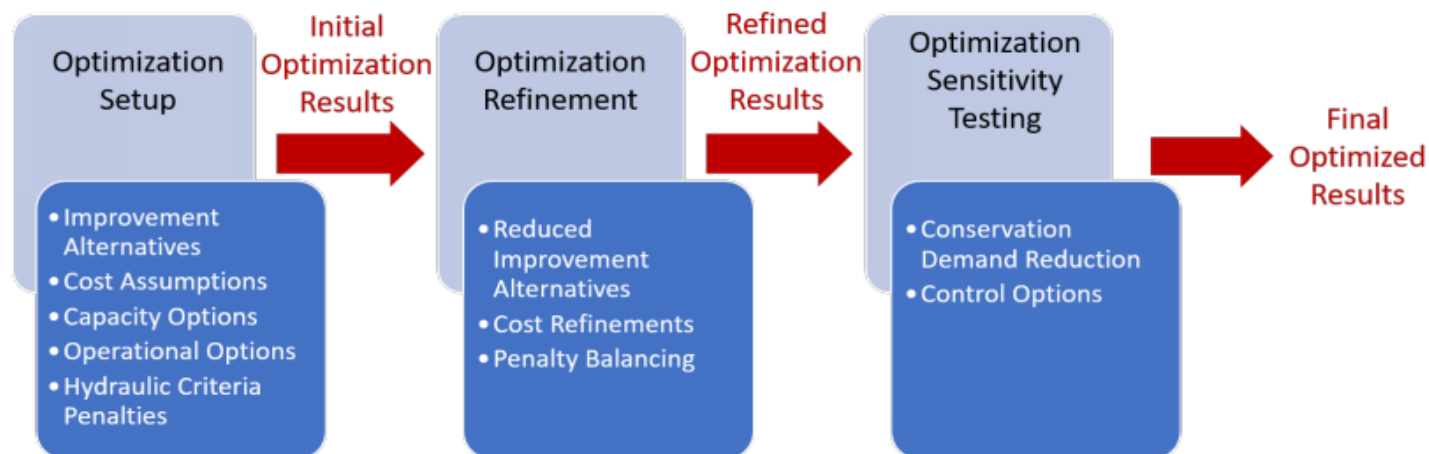 Optimization
Setup
• Improvement
Alternatives
• Cost Assumptions
• Capacity Options
• Operational Options
• Hydraulic Criteria
Penalties
Initial
Optimization
Results
Optimization
Refinement
• Reduced
Improvement
Alternatives
• Cost Refinements
• Penalty Balancing
Refined
Optimization
Results
Optimization
Sensitivity
Testing
• Conservation
Demand Reduction
• Control Options
Final
Optimized
Results